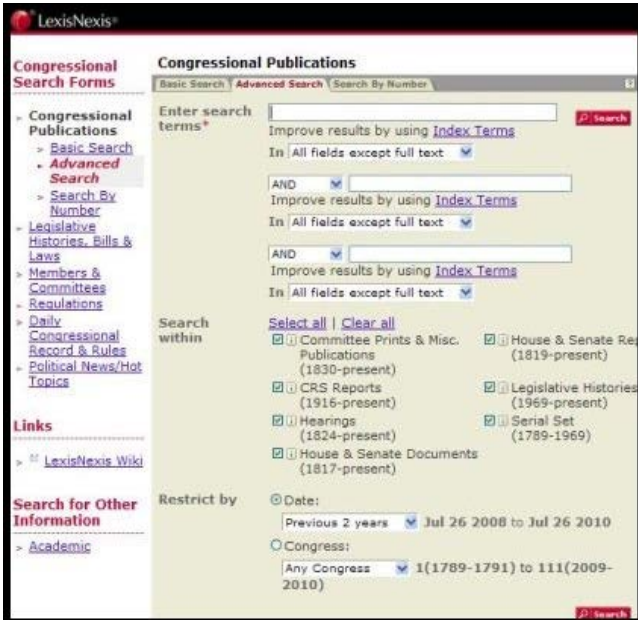 LexisNexis®
Congressional Search Forms
Congressional Publications
Basic Search
Advanced Search
Search By Number
Legislative Histories, Bills & Laws
Members & Committees
Regulations
Daily Congressional Record & Rules
Political News/Hot Topics
Links
LexisNexis Wiki
Search for Other Information
Academic
Congressional Publications
Basic Search Advanced Search Search By Number
Enter search terms*
Search
Improve results by using Index Terms
In All fields except full text
AND
Improve results by using Index Terms
In All fields except full text
AND
Improve results by using Index Terms
In All fields except full text
Search within
Select all | Clear all
Committee Prints & Misc. Publications (1830-present)
House & Senate Rep
(1819-present)
CRS Reports (1916-present)
Legislative Histories (1969-present)
Hearings (1824-present)
Serial Set (1789-1969)
House & Senate Documents (1817-present)
Restrict by
Date:
Previous 2 years Jul 26 2008 to Jul 26 2010
Congress:
Any Congress 1(1789-1791) to 111(2009-2010)
Search